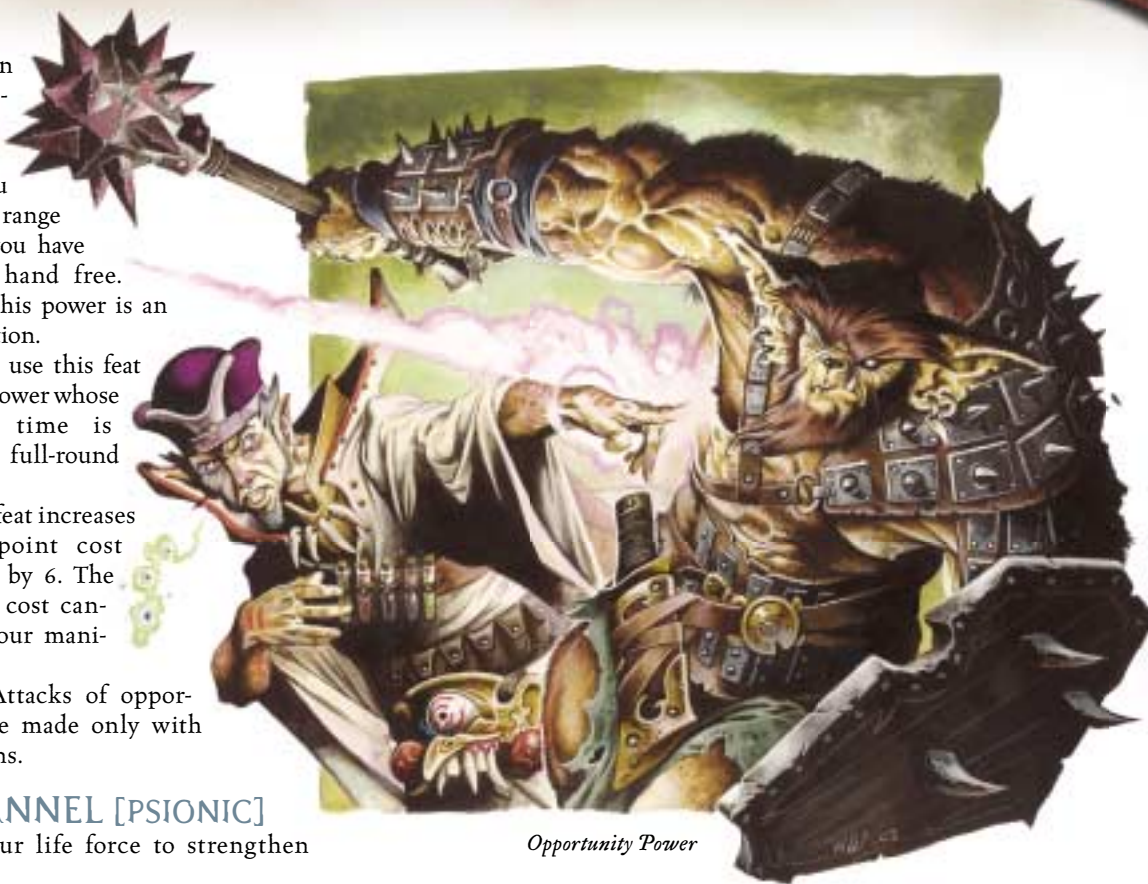 range
ou have
hand free.
his power is an
ion.
use this feat
ower whose
time is
full-round
feat increases
point cost
by 6. The
cost can-
our mani-
Attacks of oppor-
e made only with
ns.
NNEL [PSIONIC]
ur life force to strengthen
Opportunity Power